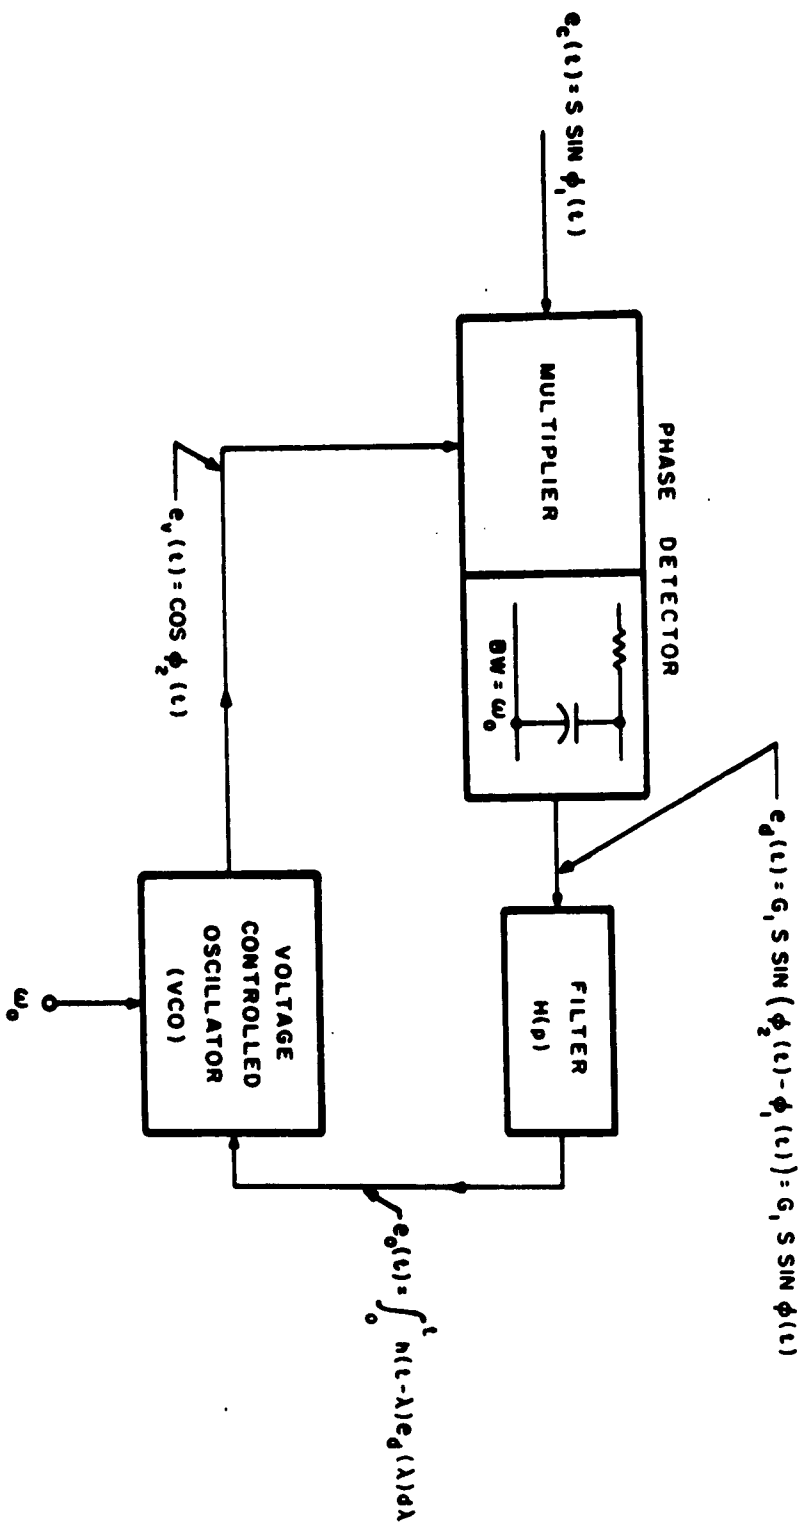 e_c(t)=S SIN ϕ_1(t)
PHASE DETECTOR
MULTIPLIER
BW=ω_0
e_d(t)=G_1 S SIN(ϕ_2(t)-ϕ_1(t))=G_1 S SIN ϕ(t)
FILTER
H(p)
e_v(t)=COS ϕ_2(t)
VOLTAGE
CONTROLLED
OSCILLATOR
(VCO)
ω_0
e_0(t)=∫_0^t h(t-λ)e_d(λ)dλ